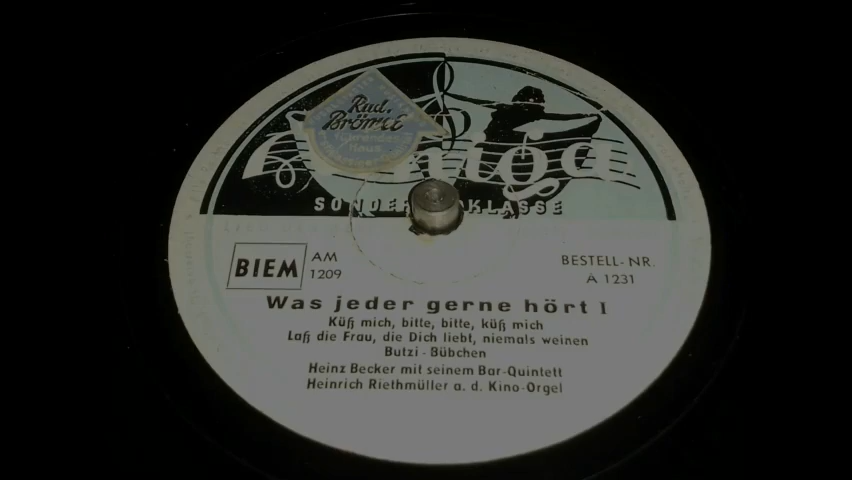 Rud.
Brömee
Haus
Amiga
SONDER KLASSE
BIEM
AM
1209
BESTELL-NR.
A 1231
Was jeder gerne hört I
Küß mich, bitte, bitte, küß mich
Laß die Frau, die Dich liebt, niemals weinen
Butzi - Bübchen
Heinz Becker mit seinem Bar-Quintett
Heinrich Riethmüller a. d. Kino-Orgel